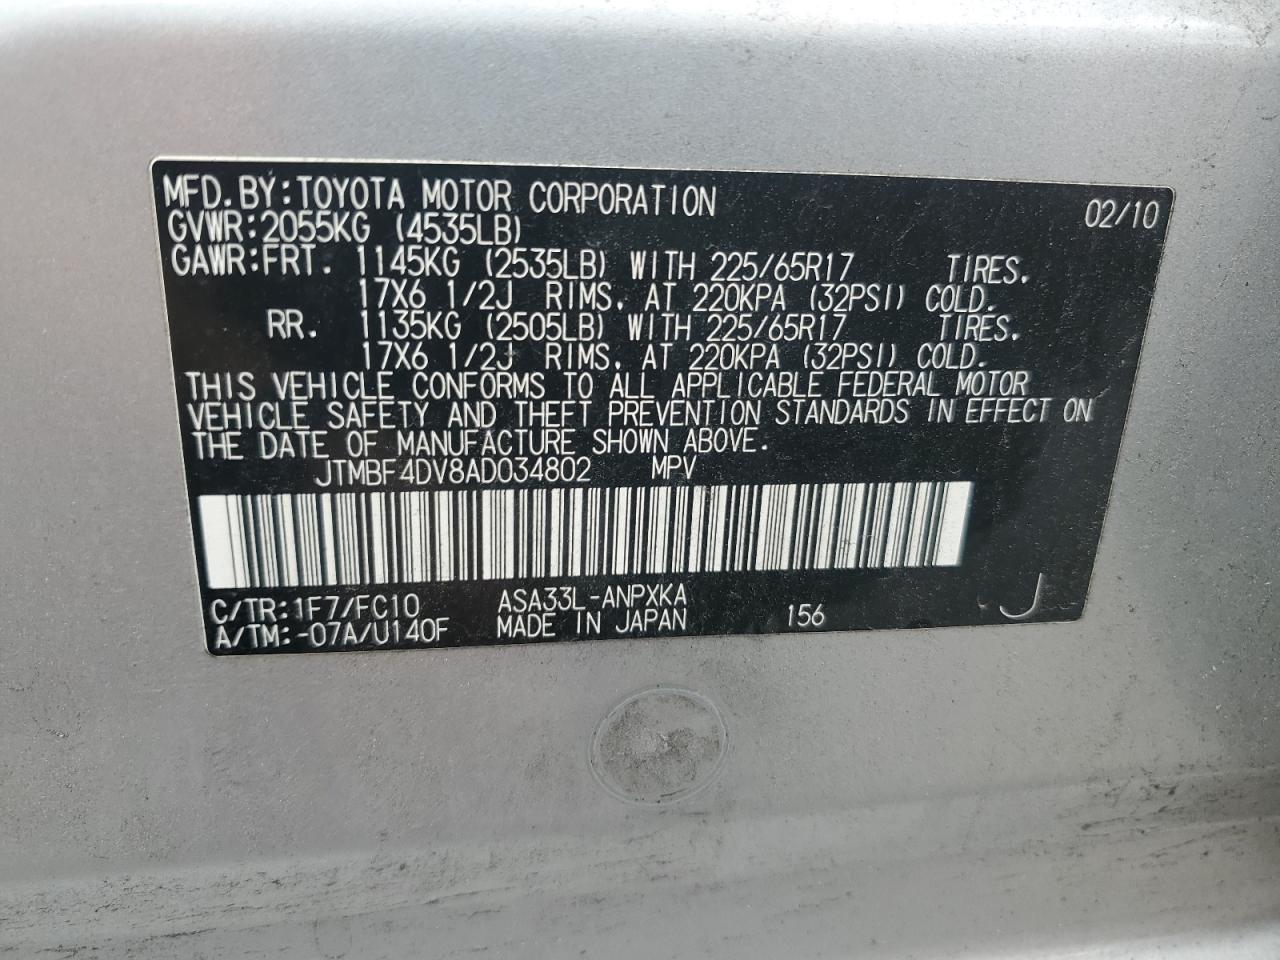 MFD.BY:TOYOTA MOTOR CORPORATION 02/10
GVWR:2055KG (4535LB)
GAWR:FRT. 1145KG (2535LB) WITH 225/65R17 TIRES.
17X6 1/2J RIMS, AT 220KPA (32PSI) COLD.
RR. 1135KG (2505LB) WITH 225/65R17 TIRES.
17X6 1/2J RIMS, AT 220KPA (32PSI) COLD.
THIS VEHICLE CONFORMS TO ALL APPLICABLE FEDERAL MOTOR
VEHICLE SAFETY AND THEFT PREVENTION STANDARDS IN EFFECT ON
THE DATE OF MANUFACTURE SHOWN ABOVE.
JTMBF4DV8AD034802 MPV
C/TR:1F7/FC10 ASA33L-ANPXKA
A/TM:-07A/U140F MADE IN JAPAN 156 J